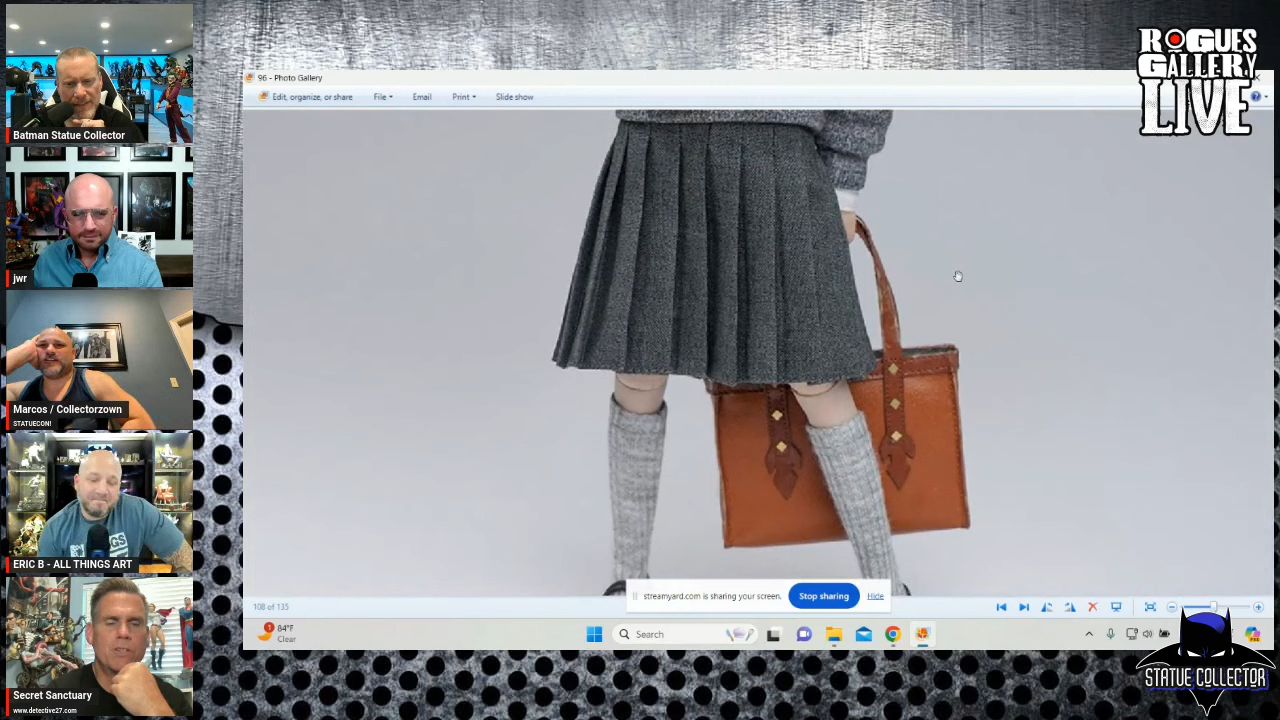 Batman Statue Collector
jwr
Marcos / Collectorzown
STATUECON!
ERIC B - ALL THINGS ART
Secret Sanctuary
www.detective27.com
96 - Photo Gallery
Edit, organize, or share
File
Email
Print
Slide show
streamyard.com is sharing your screen.
Stop sharing
Hide
108 of 135
1
84°F
Clear
Search
ROGUES
GALLERY
LIVE
STATUE COLLECTOR